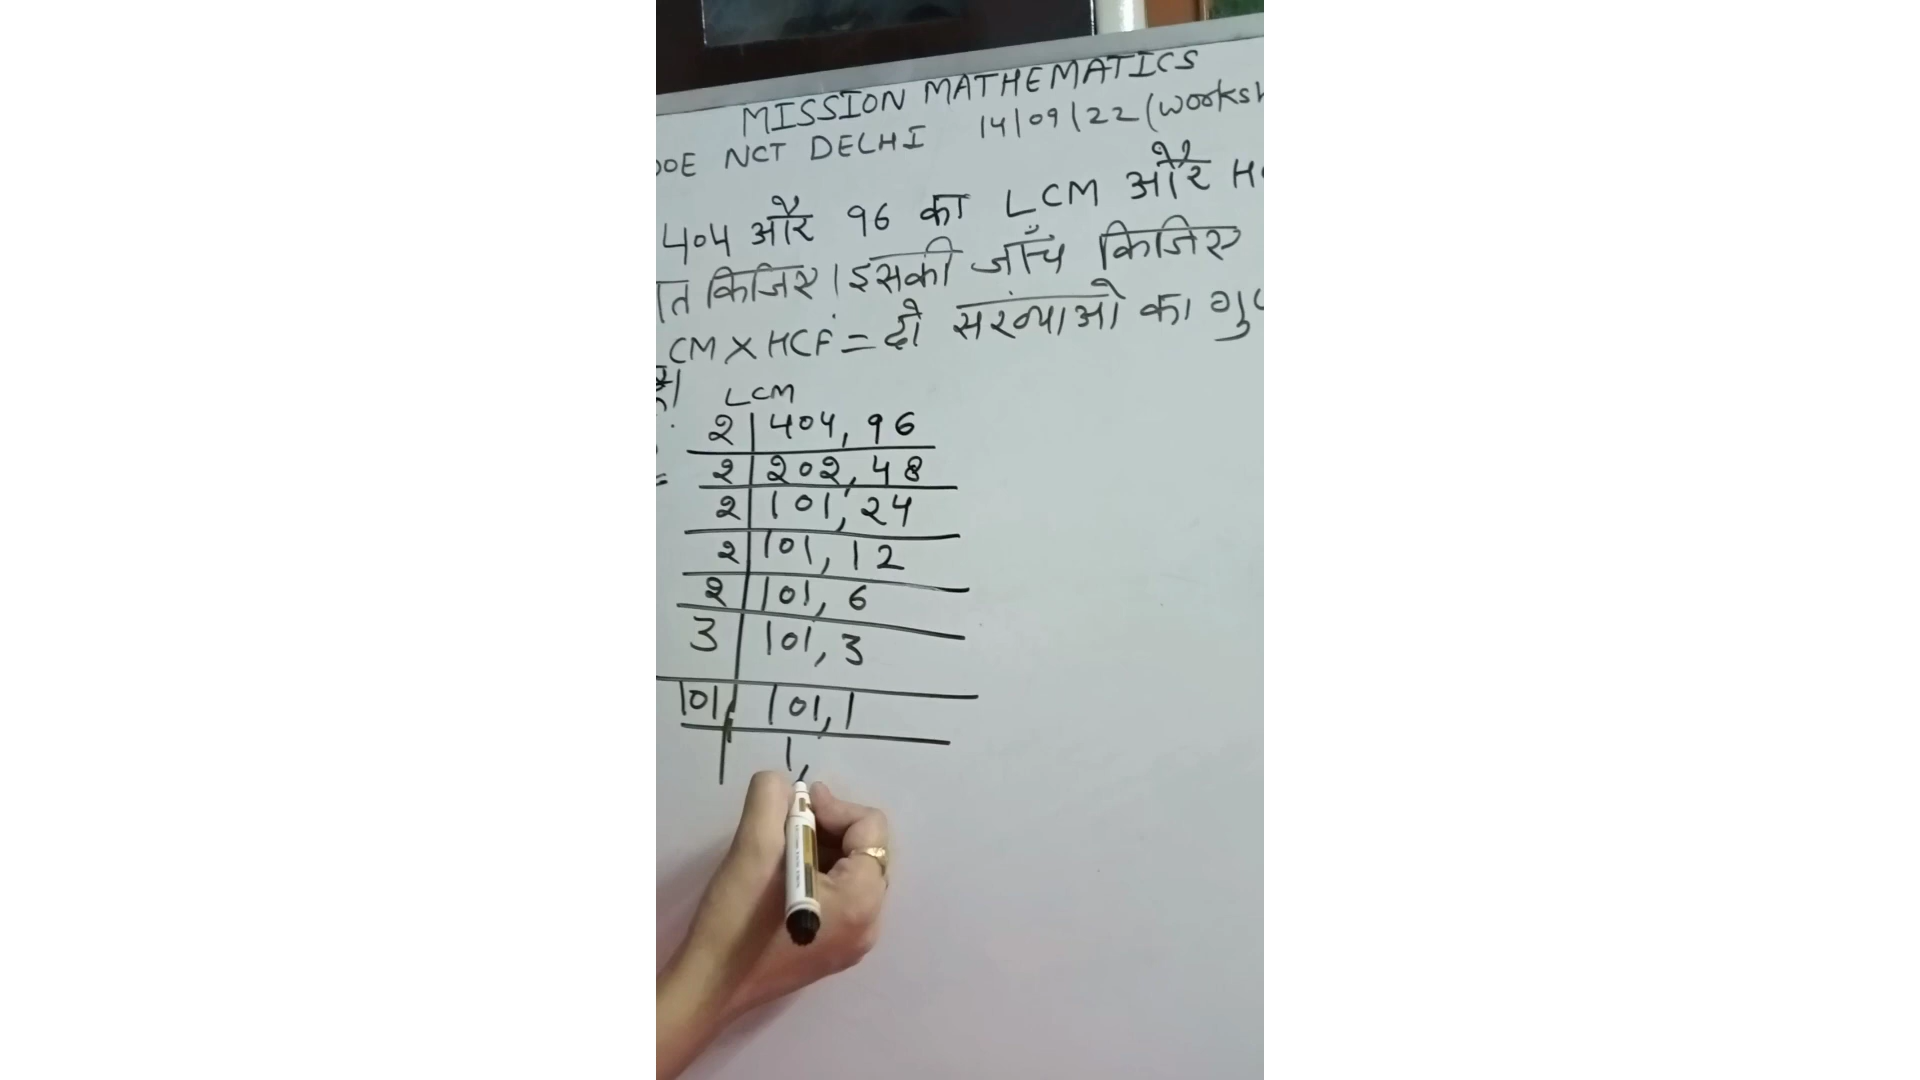 MISSION MATHEMATICS
DOE NCT DELHI 14/09/22 (worksh
404 और 96 का LCM और H
त किजिए। इसकी जाँच किजिए
CM X HCF = दो संख्याओ का गु
LCM
2 | 404, 96
2 | 202, 48
2 | 101, 24
2 | 101, 12
2 | 101, 6
3 | 101, 3
101 | 101, 1
1,